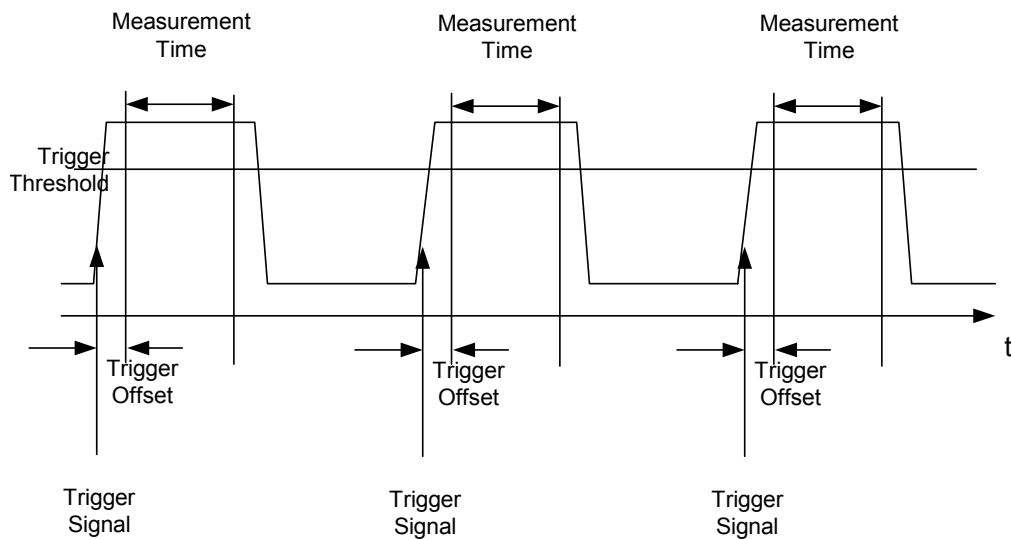 Measurement
Time
Measurement
Time
Measurement
Time
Trigger
Threshold
t
Trigger
Offset
Trigger
Offset
Trigger
Offset
Trigger
Signal
Trigger
Signal
Trigger
Signal